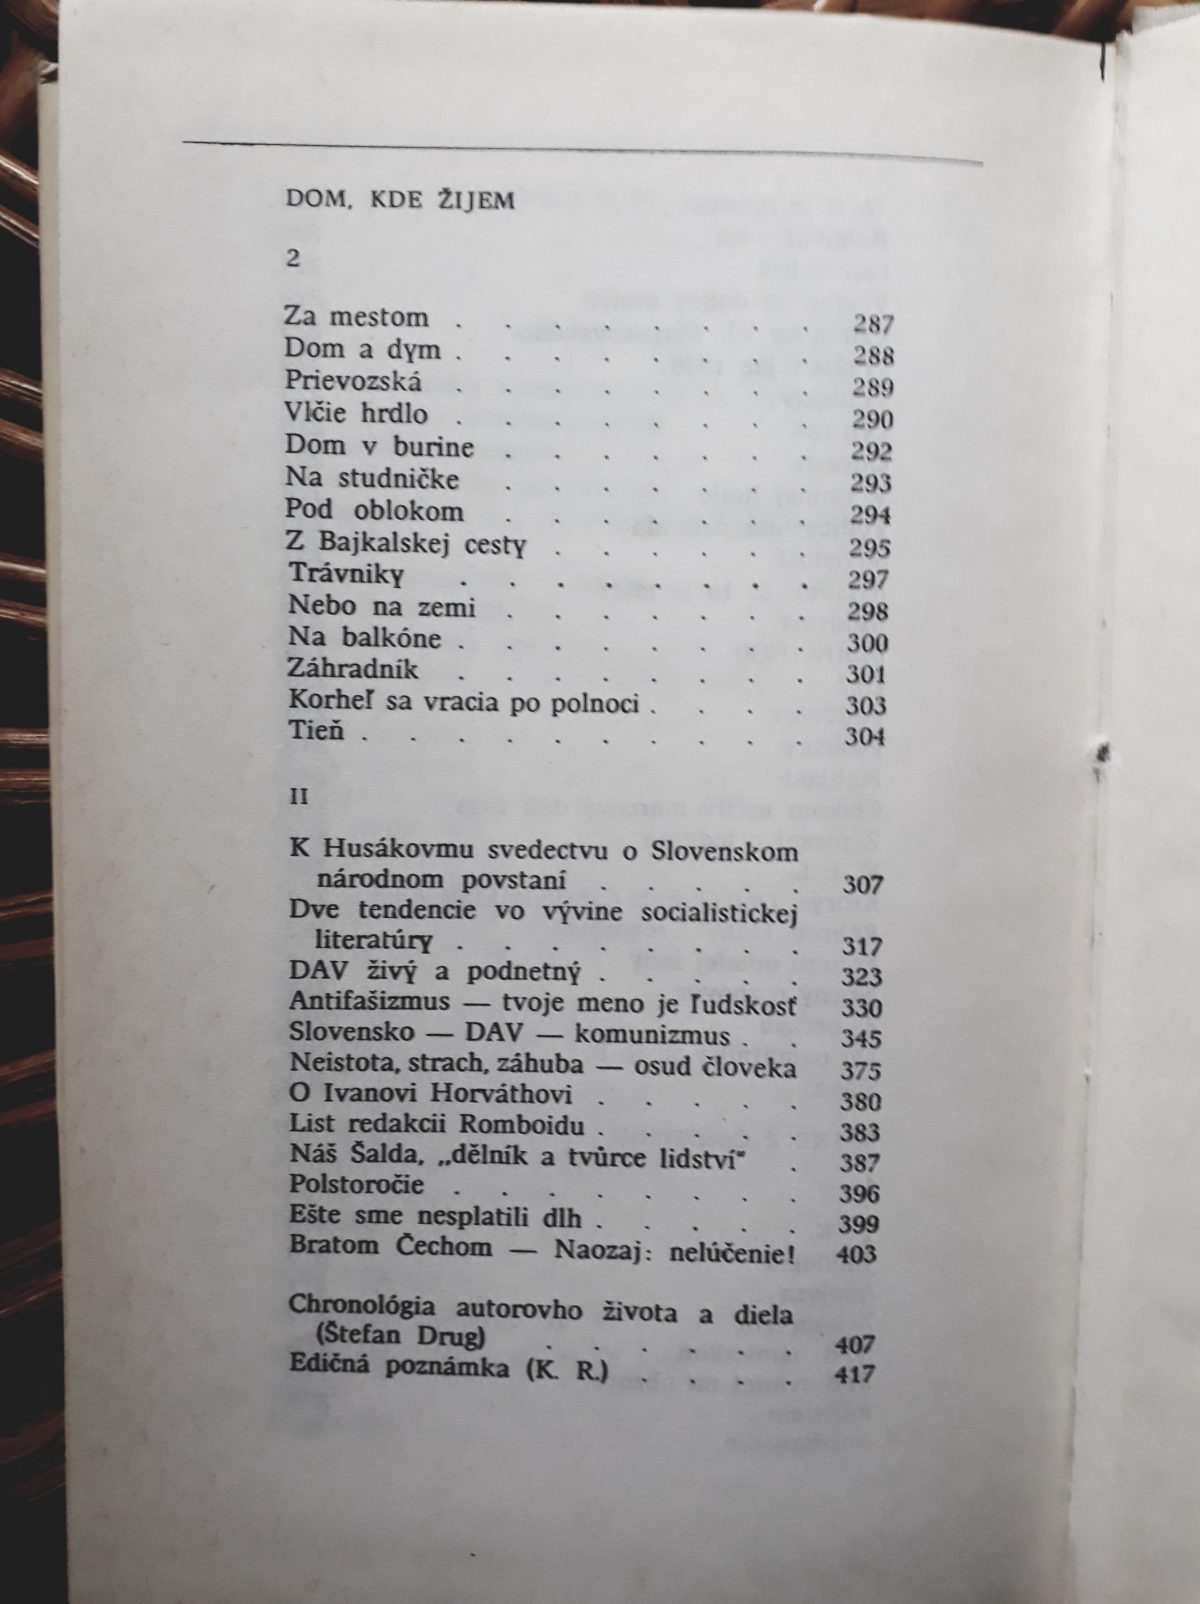 DOM, KDE ŽIJEM
2
Za mestom . . . . . . . . 287
Dom a dym . . . . . . . . 288
Prievozská . . . . . . . . 289
Vlčie hrdlo . . . . . . . . 290
Dom v burine . . . . . . . 292
Na studničke . . . . . . . 293
Pod oblokom . . . . . . . 294
Z Bajkalskej cesty . . . . . . 295
Trávniky . . . . . . . . 297
Nebo na zemi . . . . . . . 298
Na balkóne . . . . . . . . 300
Záhradník . . . . . . . . 301
Korheľ sa vracia po polnoci . . . . 303
Tieň . . . . . . . . . . 304
II
K Husákovmu svedectvu o Slovenskom
národnom povstaní . . . . . 307
Dve tendencie vo vývine socialistickej
literatúry . . . . . . . . 317
DAV živý a podnetný . . . . . 323
Antifašizmus — tvoje meno je ľudskosť 330
Slovensko — DAV — komunizmus . . 345
Neistota, strach, záhuba — osud človeka 375
O Ivanovi Horváthovi . . . . . 380
List redakcii Romboidu . . . . . 383
Náš Šalda, „dělník a tvůrce lidství" . 387
Polstoročie . . . . . . . . 396
Ešte sme nesplatili dlh . . . . . 399
Bratom Čechom — Naozaj: nelúčenie! 403
Chronológia autorovho života a diela
(Štefan Drug) . . . . . . 407
Edičná poznámka (K. R.) . . . . 417